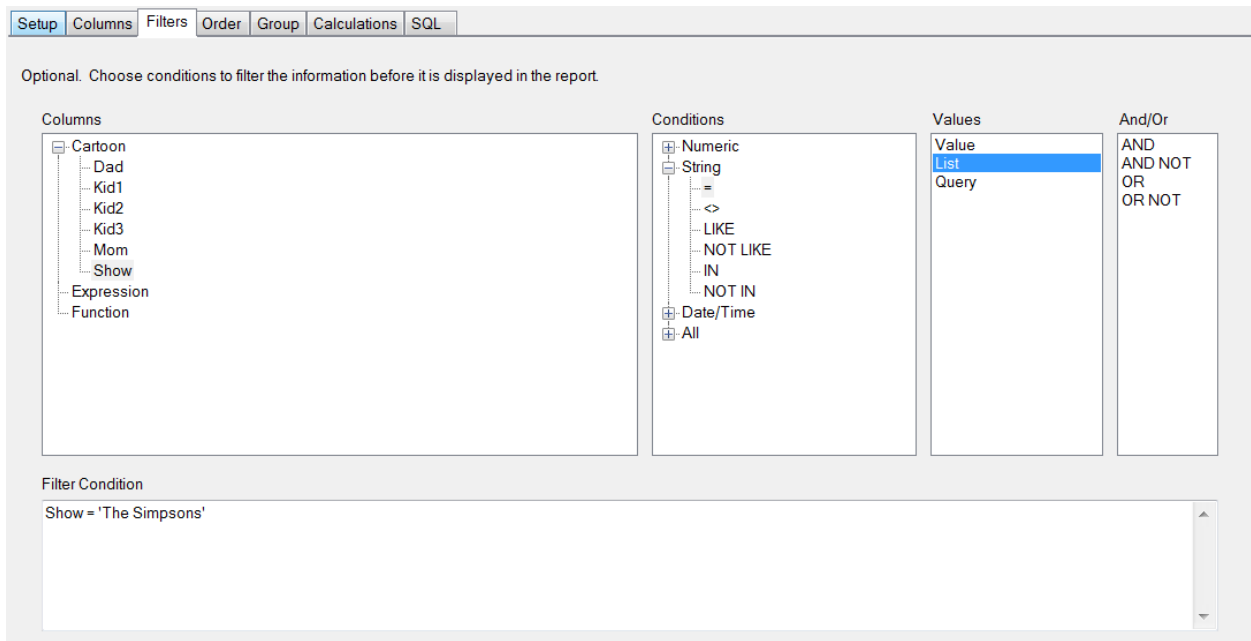 Setup Columns Filters Order Group Calculations SQL
Optional. Choose conditions to filter the information before it is displayed in the report.
Columns
Cartoon
Dad
Kid1
Kid2
Kid3
Mom
Show
Expression
Function
Conditions
Numeric
String
=
<>
LIKE
NOT LIKE
IN
NOT IN
Date/Time
All
Values
Value
List
Query
And/Or
AND
AND NOT
OR
OR NOT
Filter Condition
Show = 'The Simpsons'